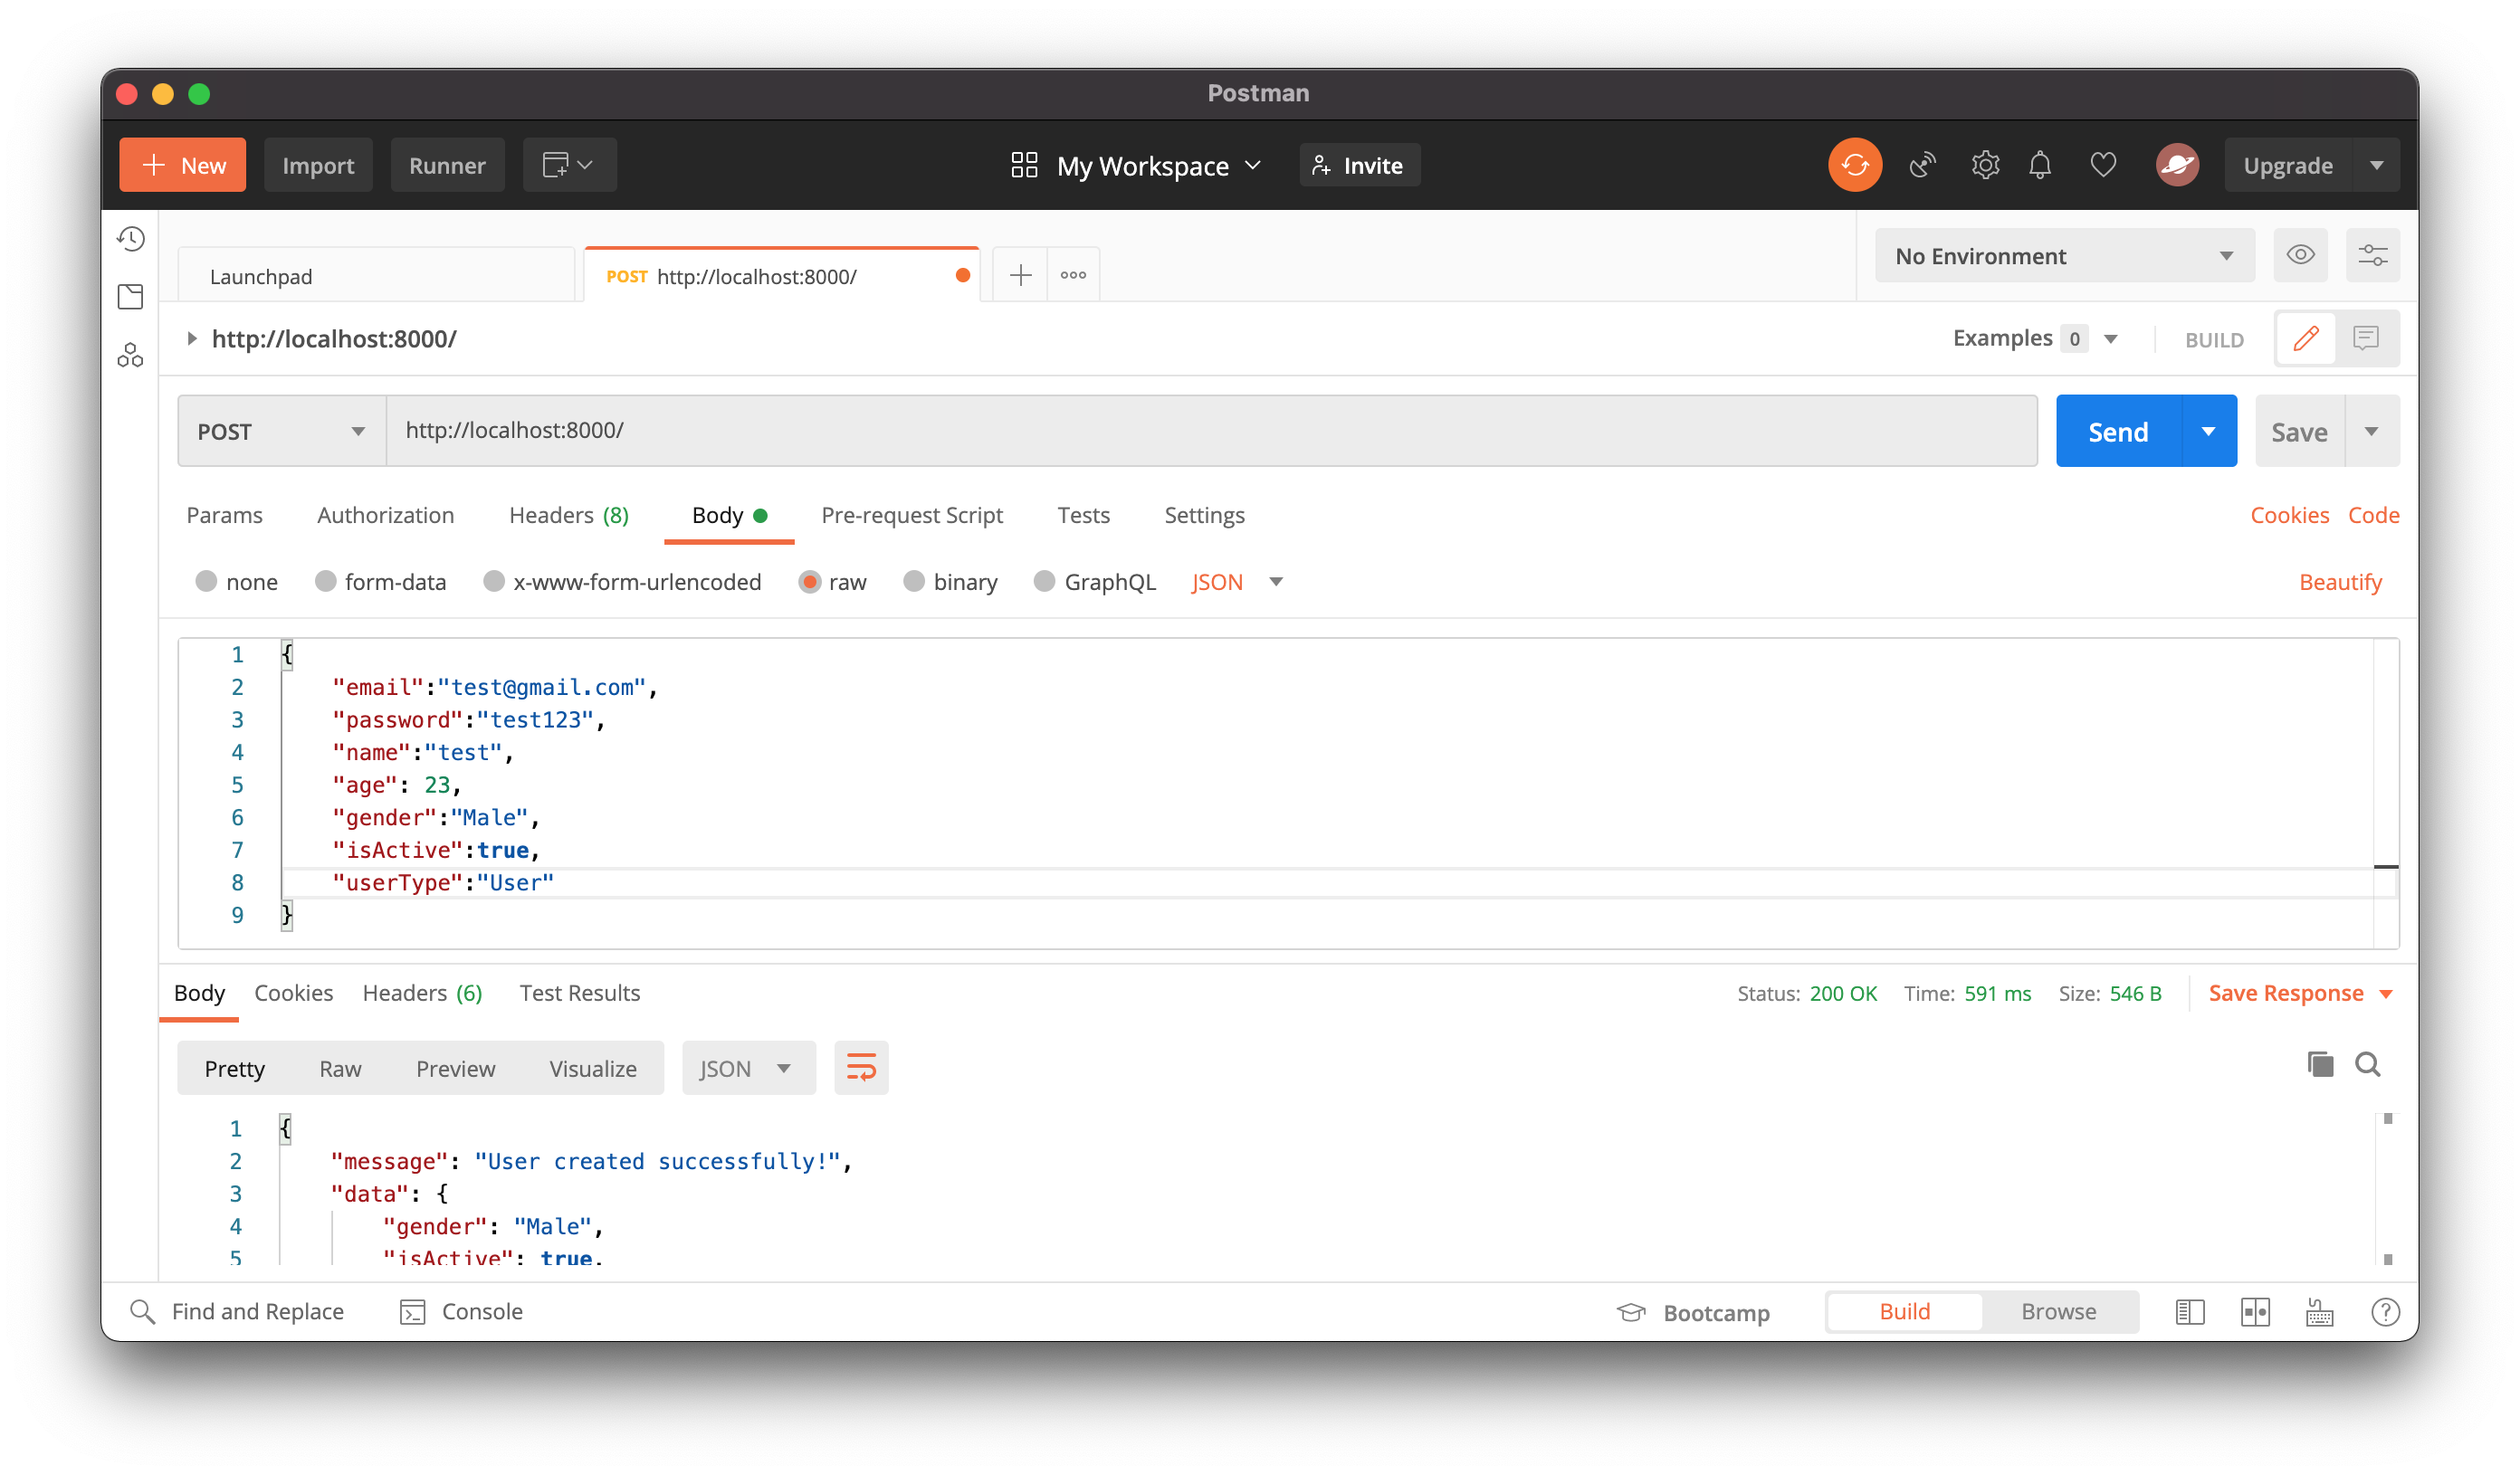 Postman
New Import Runner My Workspace Invite Upgrade
Launchpad POST http://localhost:8000/ No Environment
http://localhost:8000/ Examples 0 BUILD
POST http://localhost:8000/ Send Save
Params Authorization Headers (8) Body Pre-request Script Tests Settings Cookies Code
none form-data x-www-form-urlencoded raw binary GraphQL JSON Beautify
1 {
2 "email":"test@gmail.com",
3 "password":"test123",
4 "name":"test",
5 "age": 23,
6 "gender":"Male",
7 "isActive":true,
8 "userType":"User"
9 }
Body Cookies Headers (6) Test Results Status: 200 OK Time: 591 ms Size: 546 B Save Response
Pretty Raw Preview Visualize JSON
1 {
2 "message": "User created successfully!",
3 "data": {
4 "gender": "Male",
5 "isActive": true,
Find and Replace Console Bootcamp Build Browse